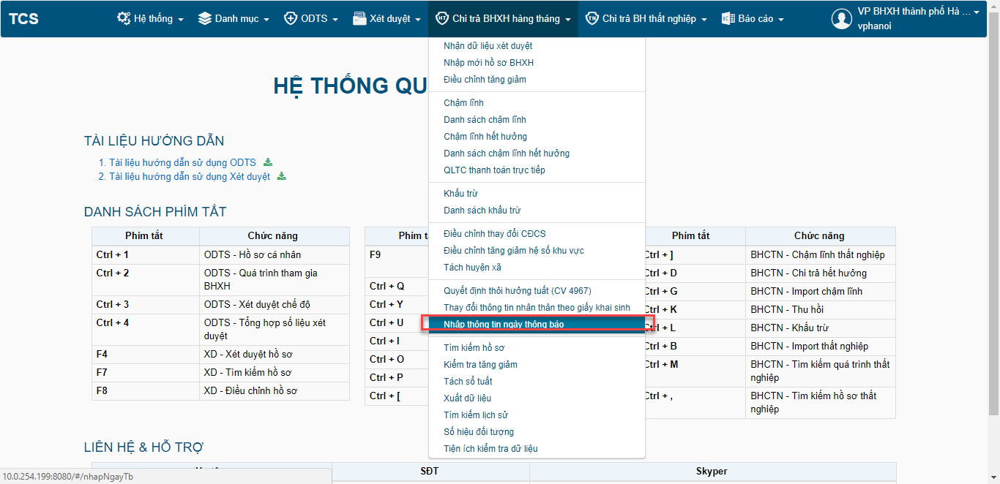 TCS
Hệ thống
Danh mục
ODTS
Xét duyệt
Chi trả BHXH hàng tháng
Chi trả BH thất nghiệp
Báo cáo
VP BHXH thành phố Hà ...
vphanoi
Nhận dữ liệu xét duyệt
Nhập mới hồ sơ BHXH
Điều chỉnh tăng giảm
Chậm lĩnh
Danh sách chậm lĩnh
Chậm lĩnh hết hưởng
Danh sách chậm lĩnh hết hưởng
QLTC thanh toán trực tiếp
Khấu trừ
Danh sách khấu trừ
Điều chỉnh thay đổi CĐCS
Điều chỉnh tăng giảm hệ số khu vực
Tách huyện xã
Quyết định thôi hưởng tuất (CV 4967)
Thay đổi thông tin nhân thân theo giấy khai sinh
Nhập thông tin ngày thông báo
Tìm kiếm hồ sơ
Kiểm tra tăng giảm
Tách sổ tuất
Xuất dữ liệu
Tìm kiếm lịch sử
Số hiệu đối tượng
Tiện ích kiểm tra dữ liệu
HỆ THỐNG QU
TÀI LIỆU HƯỚNG DẪN
1. Tài liệu hướng dẫn sử dụng ODTS
2. Tài liệu hướng dẫn sử dụng Xét duyệt
DANH SÁCH PHÍM TẮT
Phím tắt Chức năng
Ctrl + 1 ODTS - Hồ sơ cá nhân
Ctrl + 2 ODTS - Quá trình tham gia
BHXH
Ctrl + 3 ODTS - Xét duyệt chế độ
Ctrl + 4 ODTS - Tổng hợp số liệu xét
duyệt
F4 XD - Xét duyệt hồ sơ
F7 XD - Tìm kiếm hồ sơ
F8 XD - Điều chỉnh hồ sơ
Phím t
F9
Ctrl + Q
Ctrl + Y
Ctrl + U
Ctrl + I
Ctrl + O
Ctrl + P
Ctrl + [
Phím tắt Chức năng
Ctrl + ] BHCTN - Chậm lĩnh thất nghiệp
Ctrl + D BHCTN - Chi trả hết hưởng
Ctrl + G BHCTN - Import chậm lĩnh
Ctrl + K BHCTN - Thu hồi
Ctrl + L BHCTN - Khấu trừ
Ctrl + B BHCTN - Import thất nghiệp
Ctrl + M BHCTN - Tìm kiếm quá trình thất
nghiệp
Ctrl + , BHCTN - Tìm kiếm hồ sơ thất
nghiệp
LIÊN HỆ & HỖ TRỢ
SĐT Skyper
10.0.254.199:8080/#/nhapNgayTb